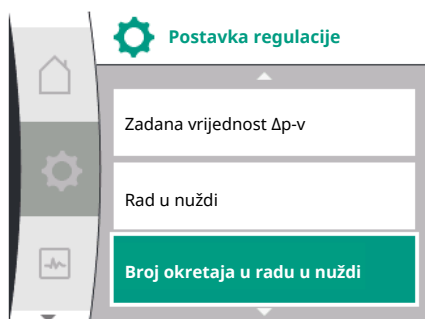 Postavka regulacije
Zadana vrijednost Δp-v
Rad u nuždi
Broj okretaja u radu u nuždi